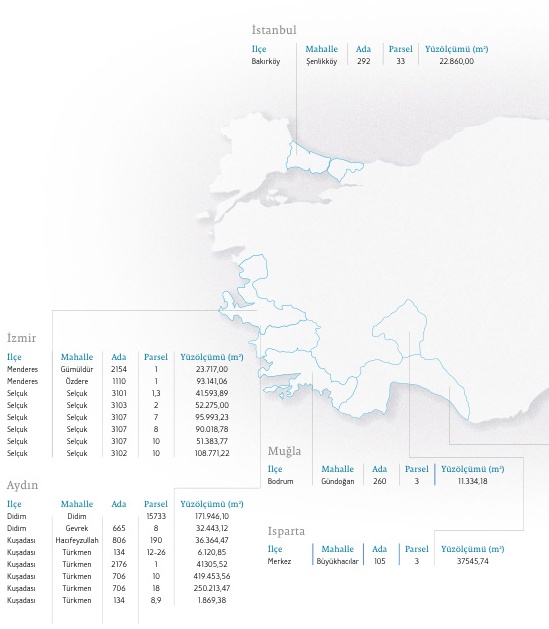 İstanbul
İlçe Mahalle Ada Parsel Yüzölçümü (m²)
Bakırköy Şenlikköy 292 33 22.860,00
İzmir
İlçe Mahalle Ada Parsel Yüzölçümü (m²)
Menderes Gümüldür 2154 1 23.717,00
Menderes Özdere 1110 1 93.141,06
Selçuk Selçuk 3101 1,3 41.593,89
Selçuk Selçuk 3103 2 52.275,00
Selçuk Selçuk 3107 7 95.993,23
Selçuk Selçuk 3107 8 90.018,78
Selçuk Selçuk 3107 10 51.383,77
Selçuk Selçuk 3102 10 108.771,22
Muğla
İlçe Mahalle Ada Parsel Yüzölçümü (m²)
Bodrum Gündoğan 260 3 11.334,18
Aydın
İlçe Mahalle Ada Parsel Yüzölçümü (m²)
Didim Didim 15733 171.946,10
Didim Gevrek 665 8 32.443,12
Kuşadası Hacıfeyzullah 806 190 36.364,47
Kuşadası Türkmen 134 12-26 6.120,85
Kuşadası Türkmen 2176 1 41305,52
Kuşadası Türkmen 706 10 419.453,56
Kuşadası Türkmen 706 18 250.213,47
Kuşadası Türkmen 134 8,9 1.869,38
Isparta
İlçe Mahalle Ada Parsel Yüzölçümü (m²)
Merkez Büyükhacılar 105 3 37545,74